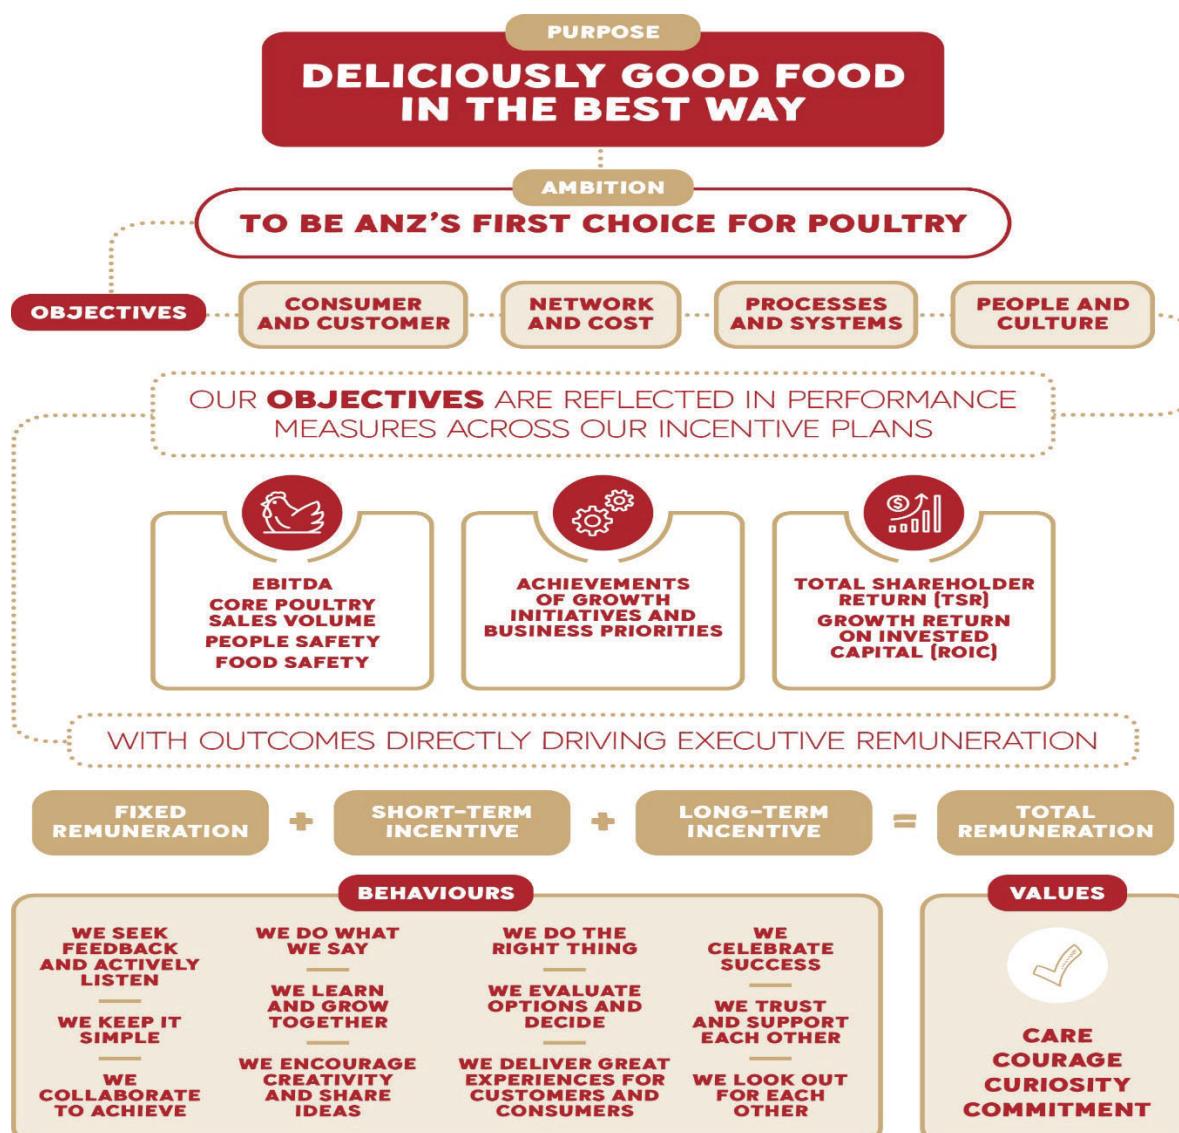 PURPOSE
DELICIOUSLY GOOD FOOD
IN THE BEST WAY
AMBITION
TO BE ANZ'S FIRST CHOICE FOR POULTRY
OBJECTIVES
CONSUMER
AND CUSTOMER
NETWORK
AND COST
PROCESSES
AND SYSTEMS
PEOPLE AND
CULTURE
OUR OBJECTIVES ARE REFLECTED IN PERFORMANCE
MEASURES ACROSS OUR INCENTIVE PLANS
EBITDA
CORE POULTRY
SALES VOLUME
PEOPLE SAFETY
FOOD SAFETY
ACHIEVEMENTS
OF GROWTH
INITIATIVES AND
BUSINESS PRIORITIES
TOTAL SHAREHOLDER
RETURN (TSR)
GROWTH RETURN
ON INVESTED
CAPITAL (ROIC)
WITH OUTCOMES DIRECTLY DRIVING EXECUTIVE REMUNERATION
FIXED
REMUNERATION
+
SHORT-TERM
INCENTIVE
+
LONG-TERM
INCENTIVE
=
TOTAL
REMUNERATION
BEHAVIOURS
WE SEEK
FEEDBACK
AND ACTIVELY
LISTEN
WE KEEP IT
SIMPLE
WE
COLLABORATE
TO ACHIEVE
WE DO WHAT
WE SAY
WE LEARN
AND GROW
TOGETHER
WE ENCOURAGE
CREATIVITY
AND SHARE
IDEAS
WE DO THE
RIGHT THING
WE EVALUATE
OPTIONS AND
DECIDE
WE DELIVER GREAT
EXPERIENCES FOR
CUSTOMERS AND
CONSUMERS
WE
CELEBRATE
SUCCESS
WE TRUST
AND SUPPORT
EACH OTHER
WE LOOK OUT
FOR EACH
OTHER
VALUES
CARE
COURAGE
CURIOSITY
COMMITMENT